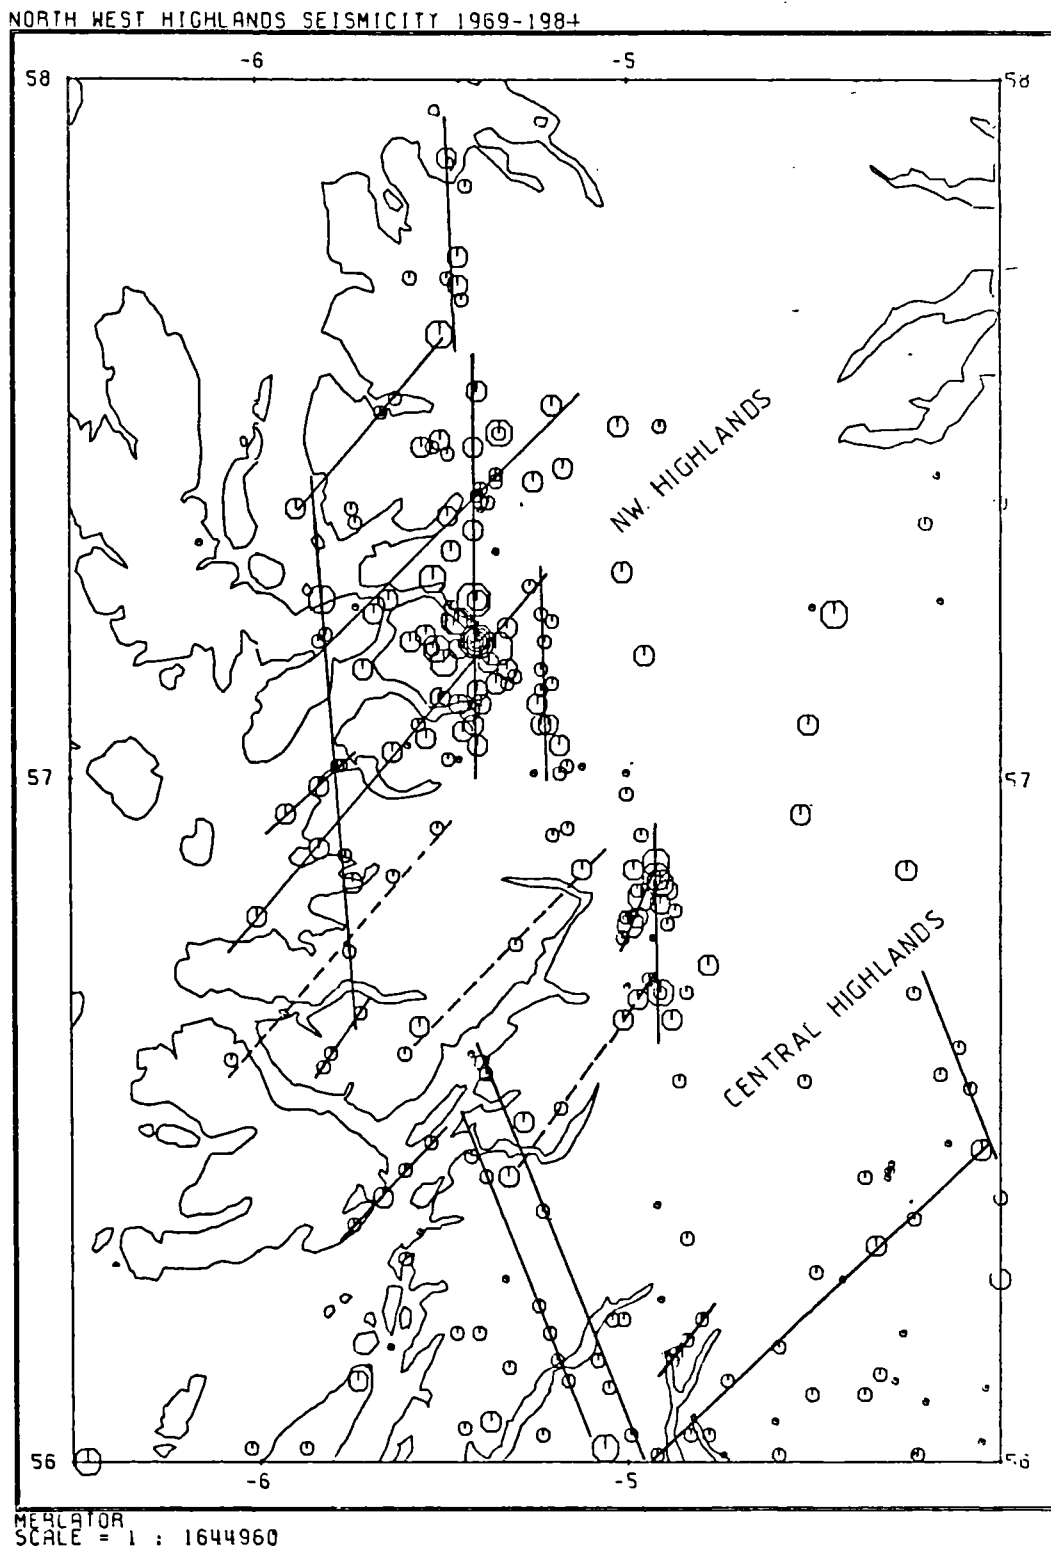 NORTH WEST HIGHLANDS SEISMICITY 1969-1984
-6 -5
58 58
NW. HIGHLANDS
57 57
CENTRAL HIGHLANDS
56 56
-6 -5
MERCATOR
SCALE = 1 : 1644960